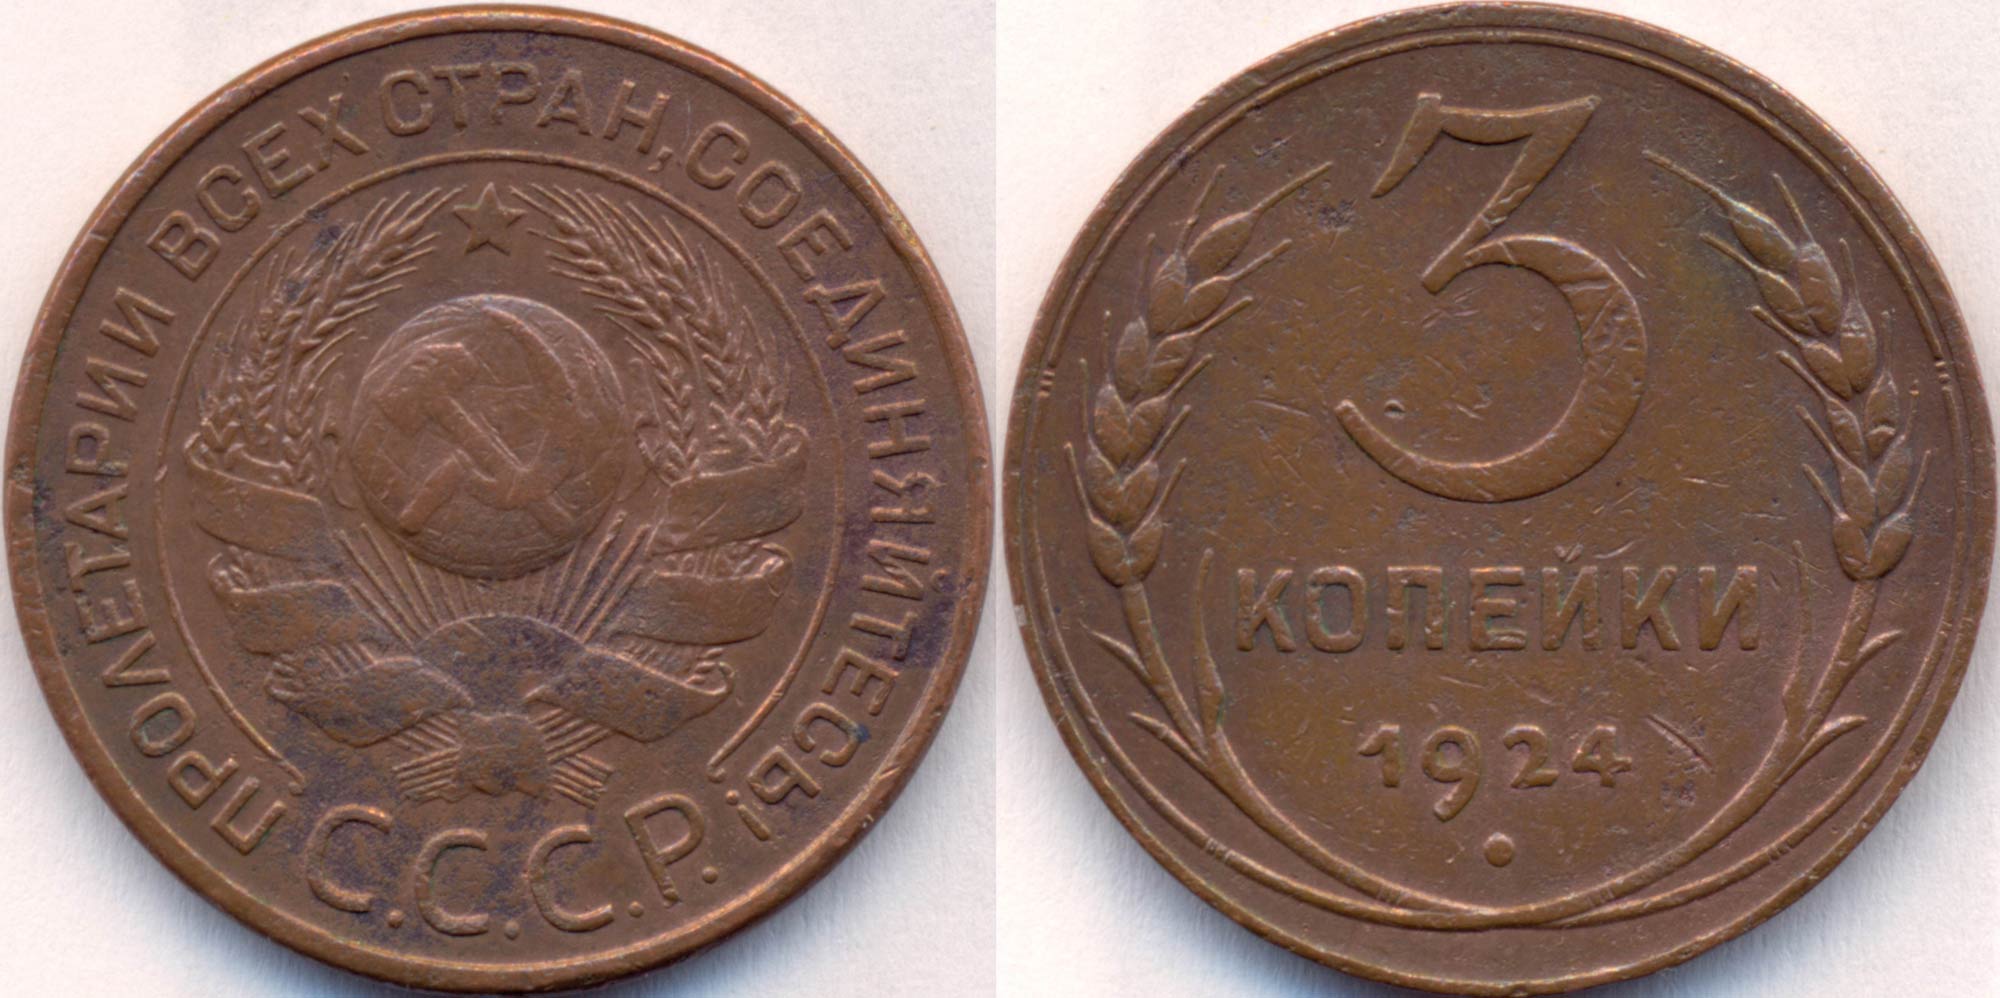 ПРОЛЕТАРИИ ВСЕХ СТРАН, СОЕДИНЯЙТЕСЬ!
С.С.С.Р.
3
КОПЕЙКИ
1924